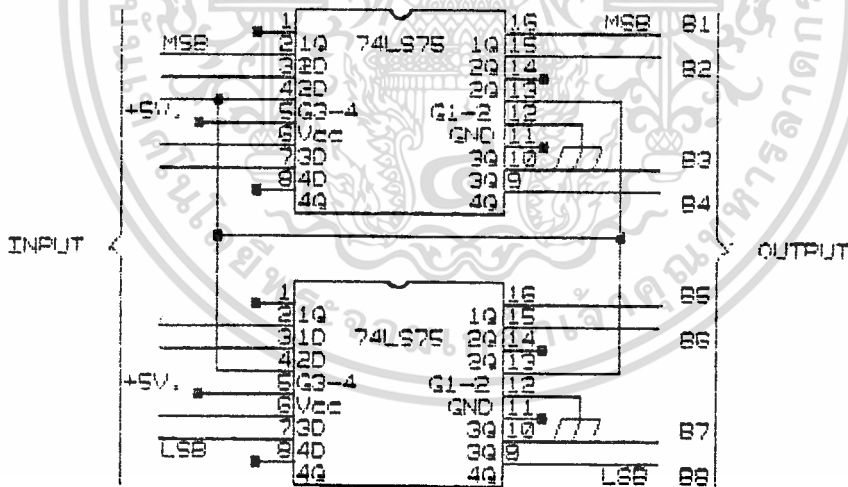 INPUT
OUTPUT
74LS75
MSB
+5V.
1
2
3
4
5
6
7
8
1Q
1D
2D
G3-4
Vcc
3D
4D
4Q
1Q
2Q
2Q
G1-2
GND
3Q
3Q
4Q
16
15
14
13
12
11
10
9
MSB
B1
B2
B3
B4
74LS75
+5V.
LSB
1
2
3
4
5
6
7
8
1Q
1D
2D
G3-4
Vcc
3D
4D
4Q
1Q
2Q
2Q
G1-2
GND
3Q
3Q
4Q
16
15
14
13
12
11
10
9
B5
B6
B7
LSB
B8